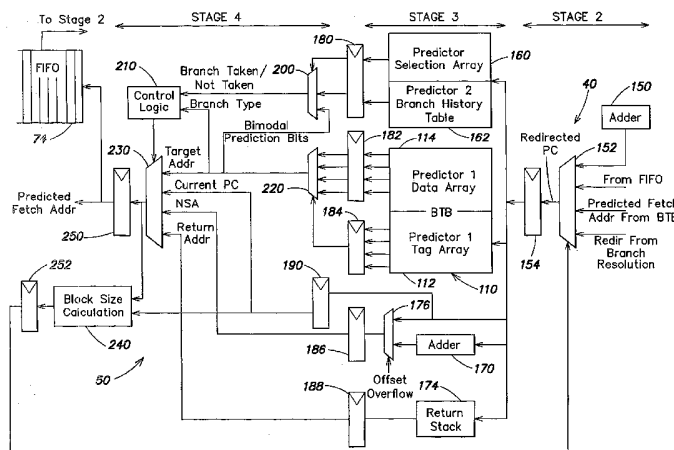 To Stage 2
STAGE 4
STAGE 3
STAGE 2
FIFO
74
210
Control
Logic
Branch Taken/
Not Taken
Branch Type
200
180
Predictor
Selection Array
160
Predictor 2
Branch History
Table
162
40
150
Adder
Redirected
PC
152
From FIFO
Predicted Fetch
Addr From BTB
Redir From
Branch
Resolution
154
230
Target
Addr
Bimodal
Prediction Bits
182
114
Predictor 1
Data Array
BTB
Predictor 1
Tag Array
112
110
220
184
Current PC
NSA
Return
Addr
Predicted
Fetch Addr
250
252
Block Size
Calculation
240
50
190
186
176
Adder
170
Offset
Overflow
188
174
Return
Stack